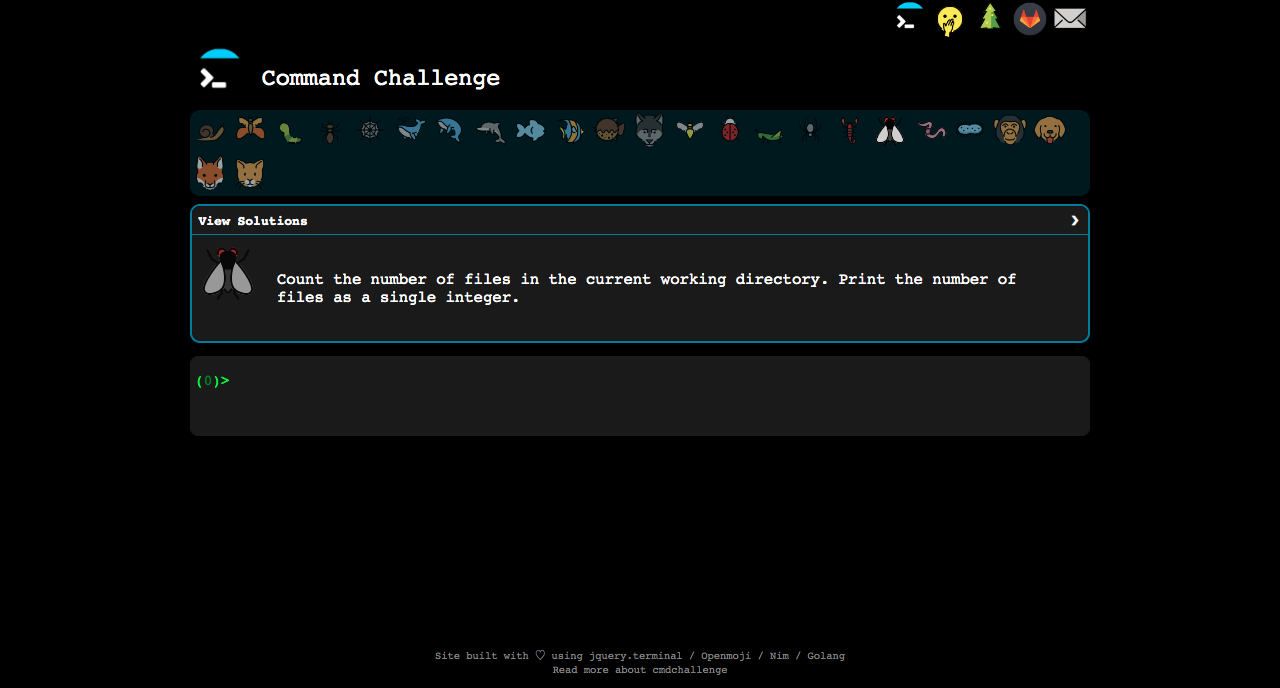 Command Challenge
View Solutions
Count the number of files in the current working directory. Print the number of
files as a single integer.
(0)>
Site built with ♡ using jquery.terminal / Openmoji / Nim / Golang
Read more about cmdchallenge